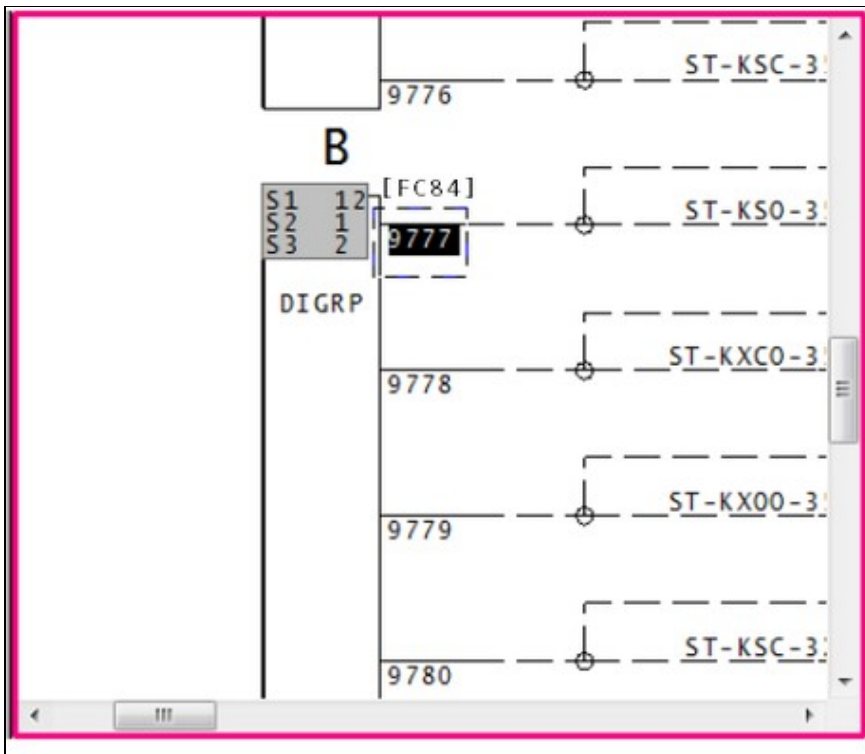 ST-KSC-3
9776
B
[FC84]
S1 12
S2 1
S3 2
ST-KSO-3
9777
DIGRP
ST-KXCO-3
9778
ST-KXOO-3
9779
ST-KSC-3
9780